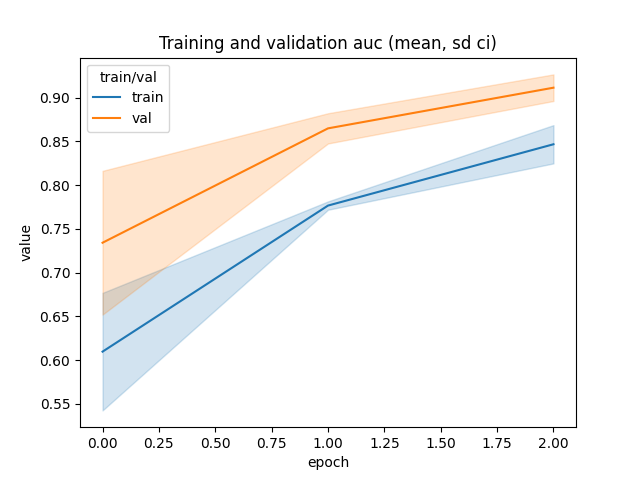 Training and validation auc (mean, sd ci)
train/val
train
val
value
0.90
0.85
0.80
0.75
0.70
0.65
0.60
0.55
0.00 0.25 0.50 0.75 1.00 1.25 1.50 1.75 2.00
epoch